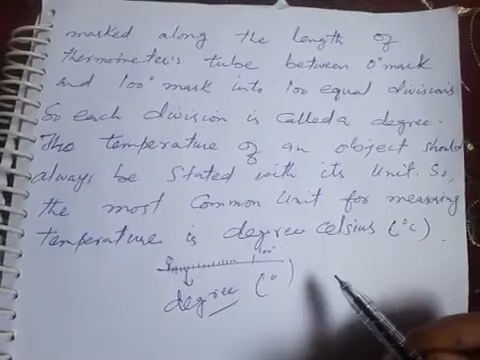 marked along the length of
thermometer's tube between 0° mark
and 100° mark into 100 equal divisions
So each division is called a degree.
The temperature of an object should
always be stated with its unit. So,
the most common unit for measuring
temperature is degree celsius (°c).
100°
degree (°)